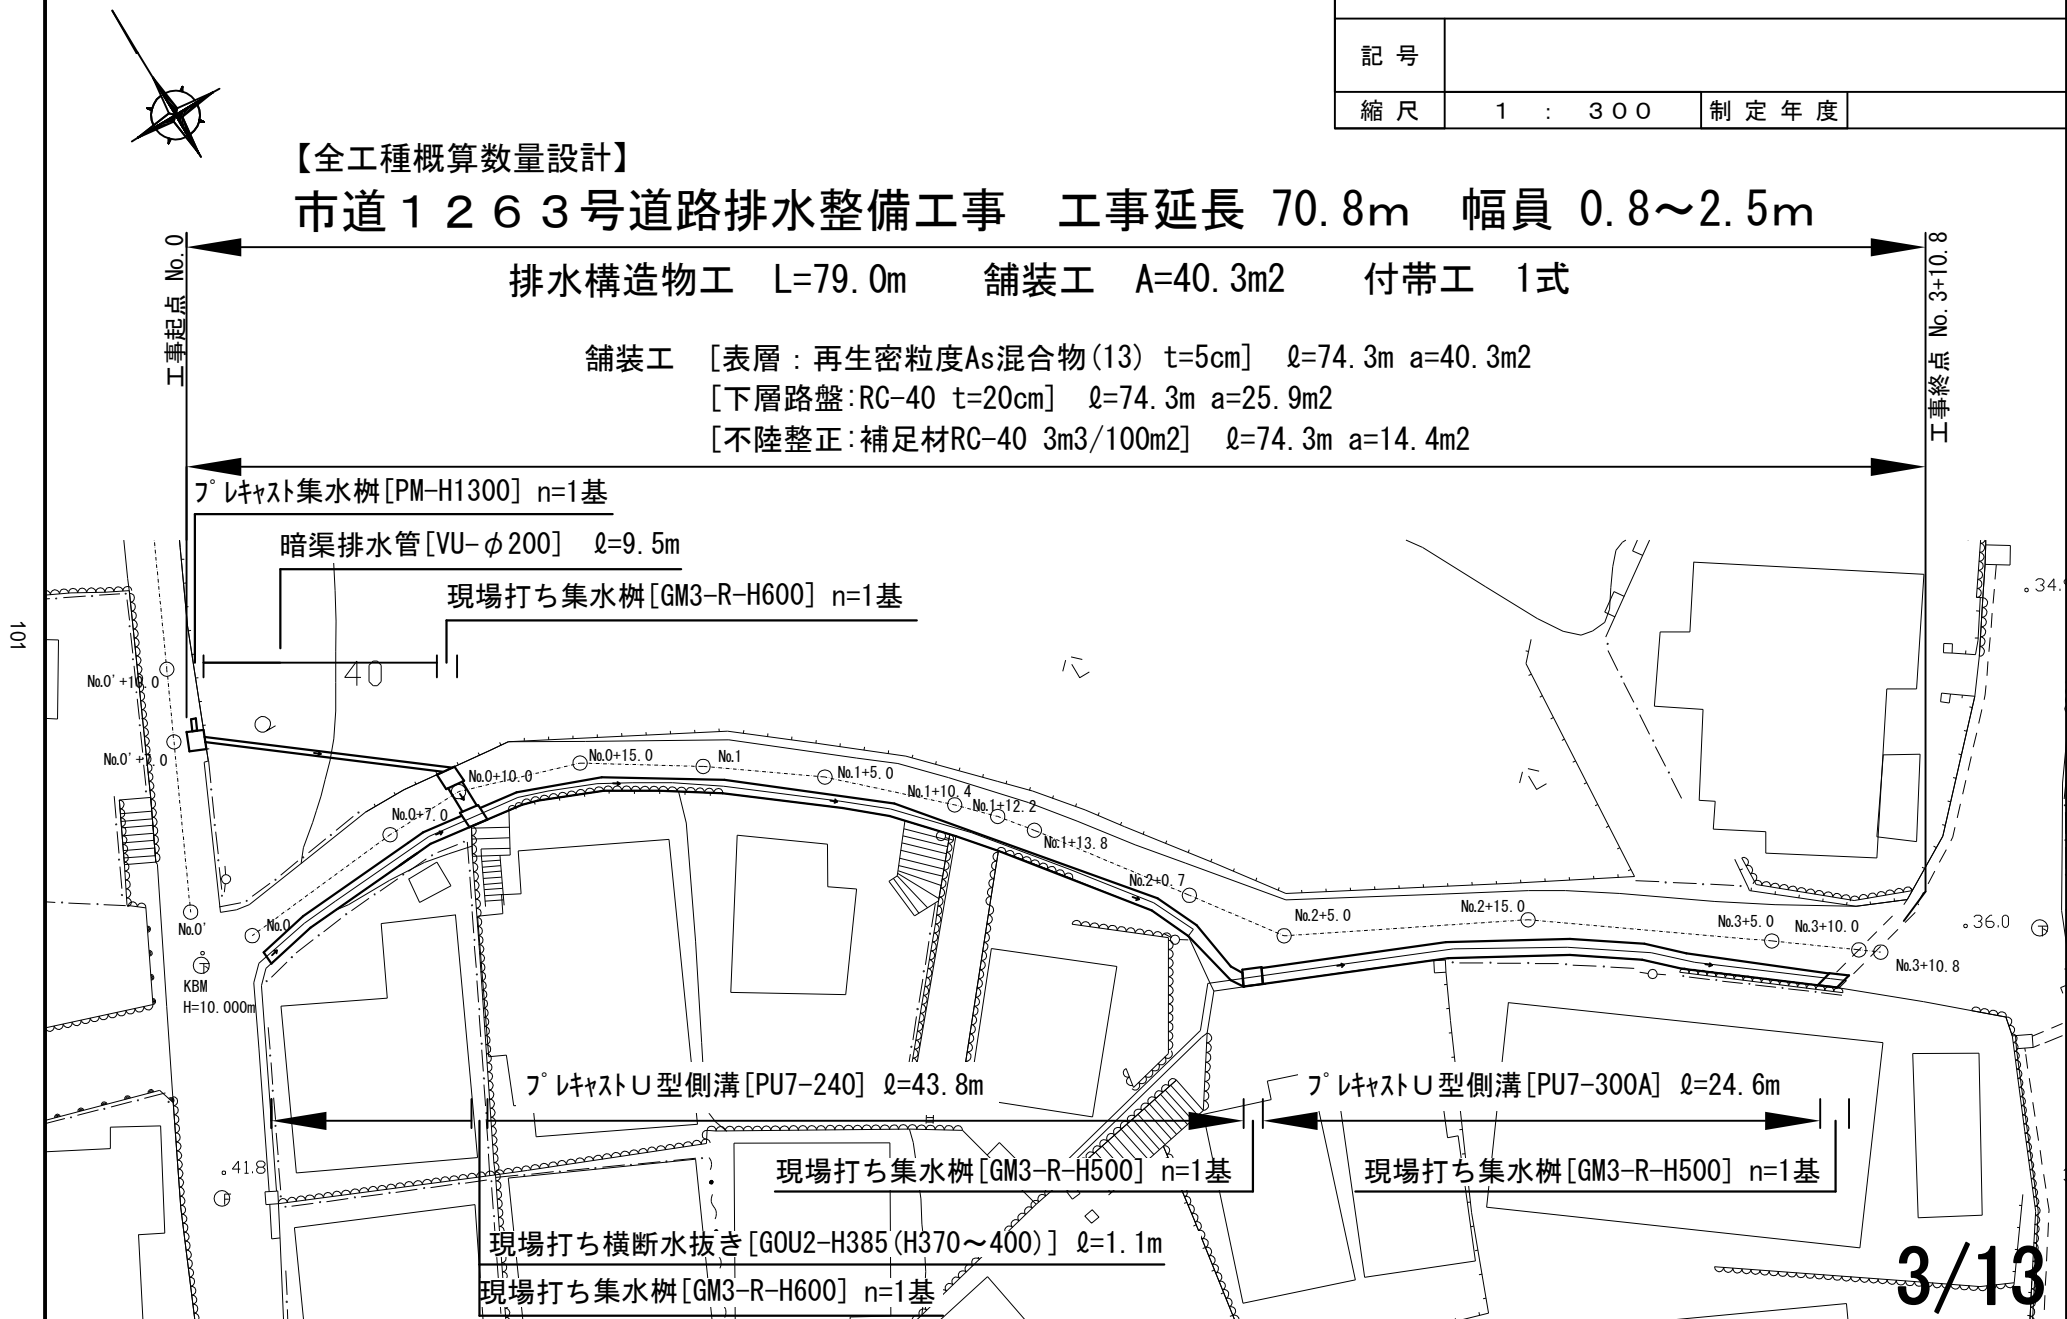 記号
縮尺 1 : 300 制定年度
【全工種概算数量設計】
市道1263号道路排水整備工事 工事延長 70.8m 幅員 0.8～2.5m
工事起点 No.0
工事終点 No.3+10.8
排水構造物工 L=79.0m 舗装工 A=40.3m2 付帯工 1式
舗装工 [表層：再生密粒度As混合物(13) t=5cm] ℓ=74.3m a=40.3m2
[下層路盤:RC-40 t=20cm] ℓ=74.3m a=25.9m2
[不陸整正:補足材RC-40 3m3/100m2] ℓ=74.3m a=14.4m2
ﾌﾟﾚｷｬｽﾄ集水桝[PM-H1300] n=1基
暗渠排水管[VU-φ200] ℓ=9.5m
現場打ち集水桝[GM3-R-H600] n=1基
101
40
No.0'+10.0
No.0'
No.0
No.0+7.0
No.0+10.0
No.0+15.0
No.1
No.1+5.0
No.1+10.4
No.1+12.2
No.1+13.8
No.2+0.7
No.2+5.0
No.2+15.0
No.3+5.0
No.3+10.0
No.3+10.8
36.0
KBM
H=10.000m
41.8
ﾌﾟﾚｷｬｽﾄU型側溝[PU7-240] ℓ=43.8m
ﾌﾟﾚｷｬｽﾄU型側溝[PU7-300A] ℓ=24.6m
現場打ち集水桝[GM3-R-H500] n=1基
現場打ち集水桝[GM3-R-H500] n=1基
現場打ち横断水抜き[GOU2-H385(H370～400)] ℓ=1.1m
現場打ち集水桝[GM3-R-H600] n=1基
3/13